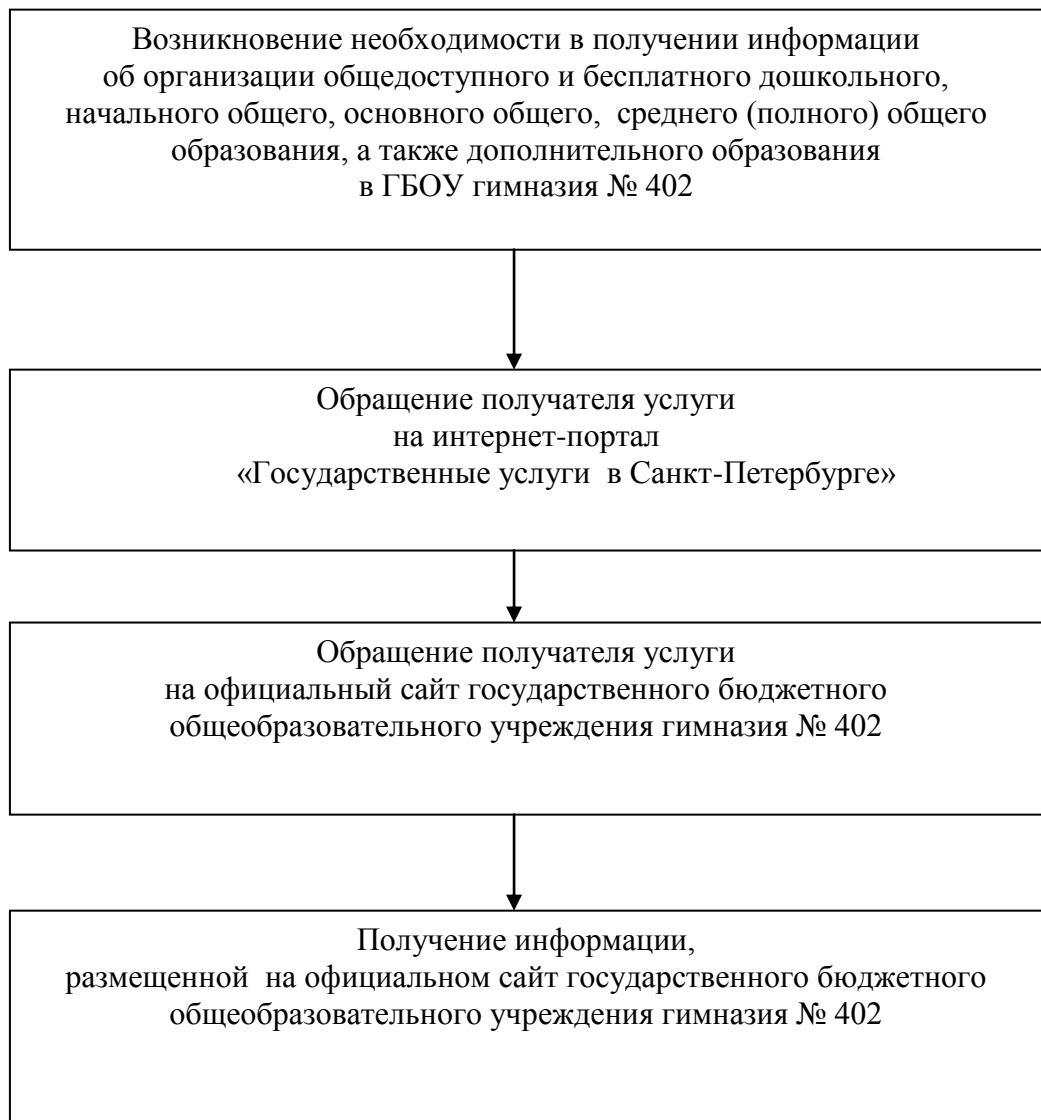 Возникновение необходимости в получении информации
об организации общедоступного и бесплатного дошкольного,
начального общего, основного общего,  среднего (полного) общего
образования, а также дополнительного образования
в ГБОУ гимназия № 402
Обращение получателя услуги
на интернет-портал
«Государственные услуги  в Санкт-Петербурге»
Обращение получателя услуги
на официальный сайт государственного бюджетного
общеобразовательного учреждения гимназия № 402
Получение информации,
размещенной  на официальном сайт государственного бюджетного
общеобразовательного учреждения гимназия № 402